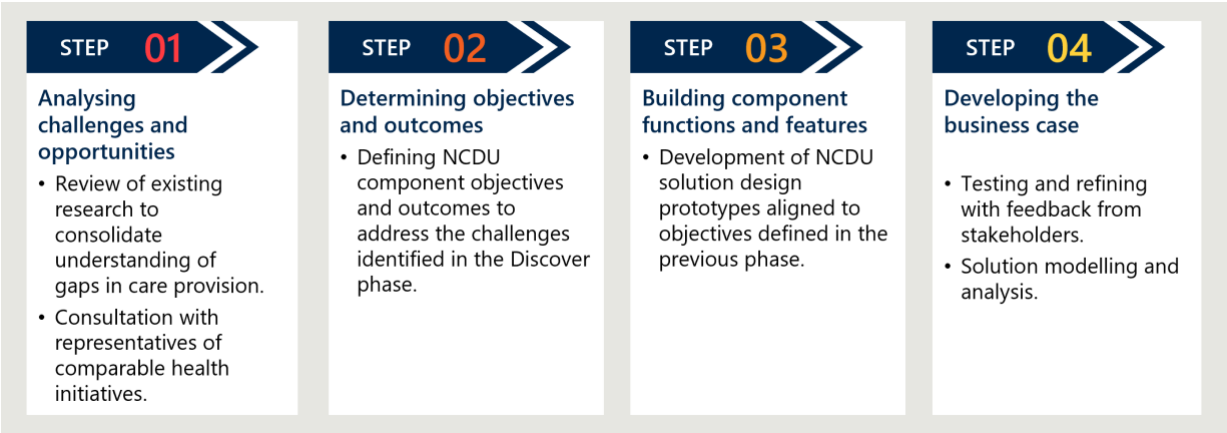 STEP 01
Analysing
challenges and
opportunities
• Review of existing
research to
consolidate
understanding of
gaps in care provision.
• Consultation with
representatives of
comparable health
initiatives.
STEP 02
Determining objectives
and outcomes
• Defining NCDU
component objectives
and outcomes to
address the challenges
identified in the Discover
phase.
STEP 03
Building component
functions and features
• Development of NCDU
solution design
prototypes aligned to
objectives defined in the
previous phase.
STEP 04
Developing the
business case
• Testing and refining
with feedback from
stakeholders.
• Solution modelling and
analysis.